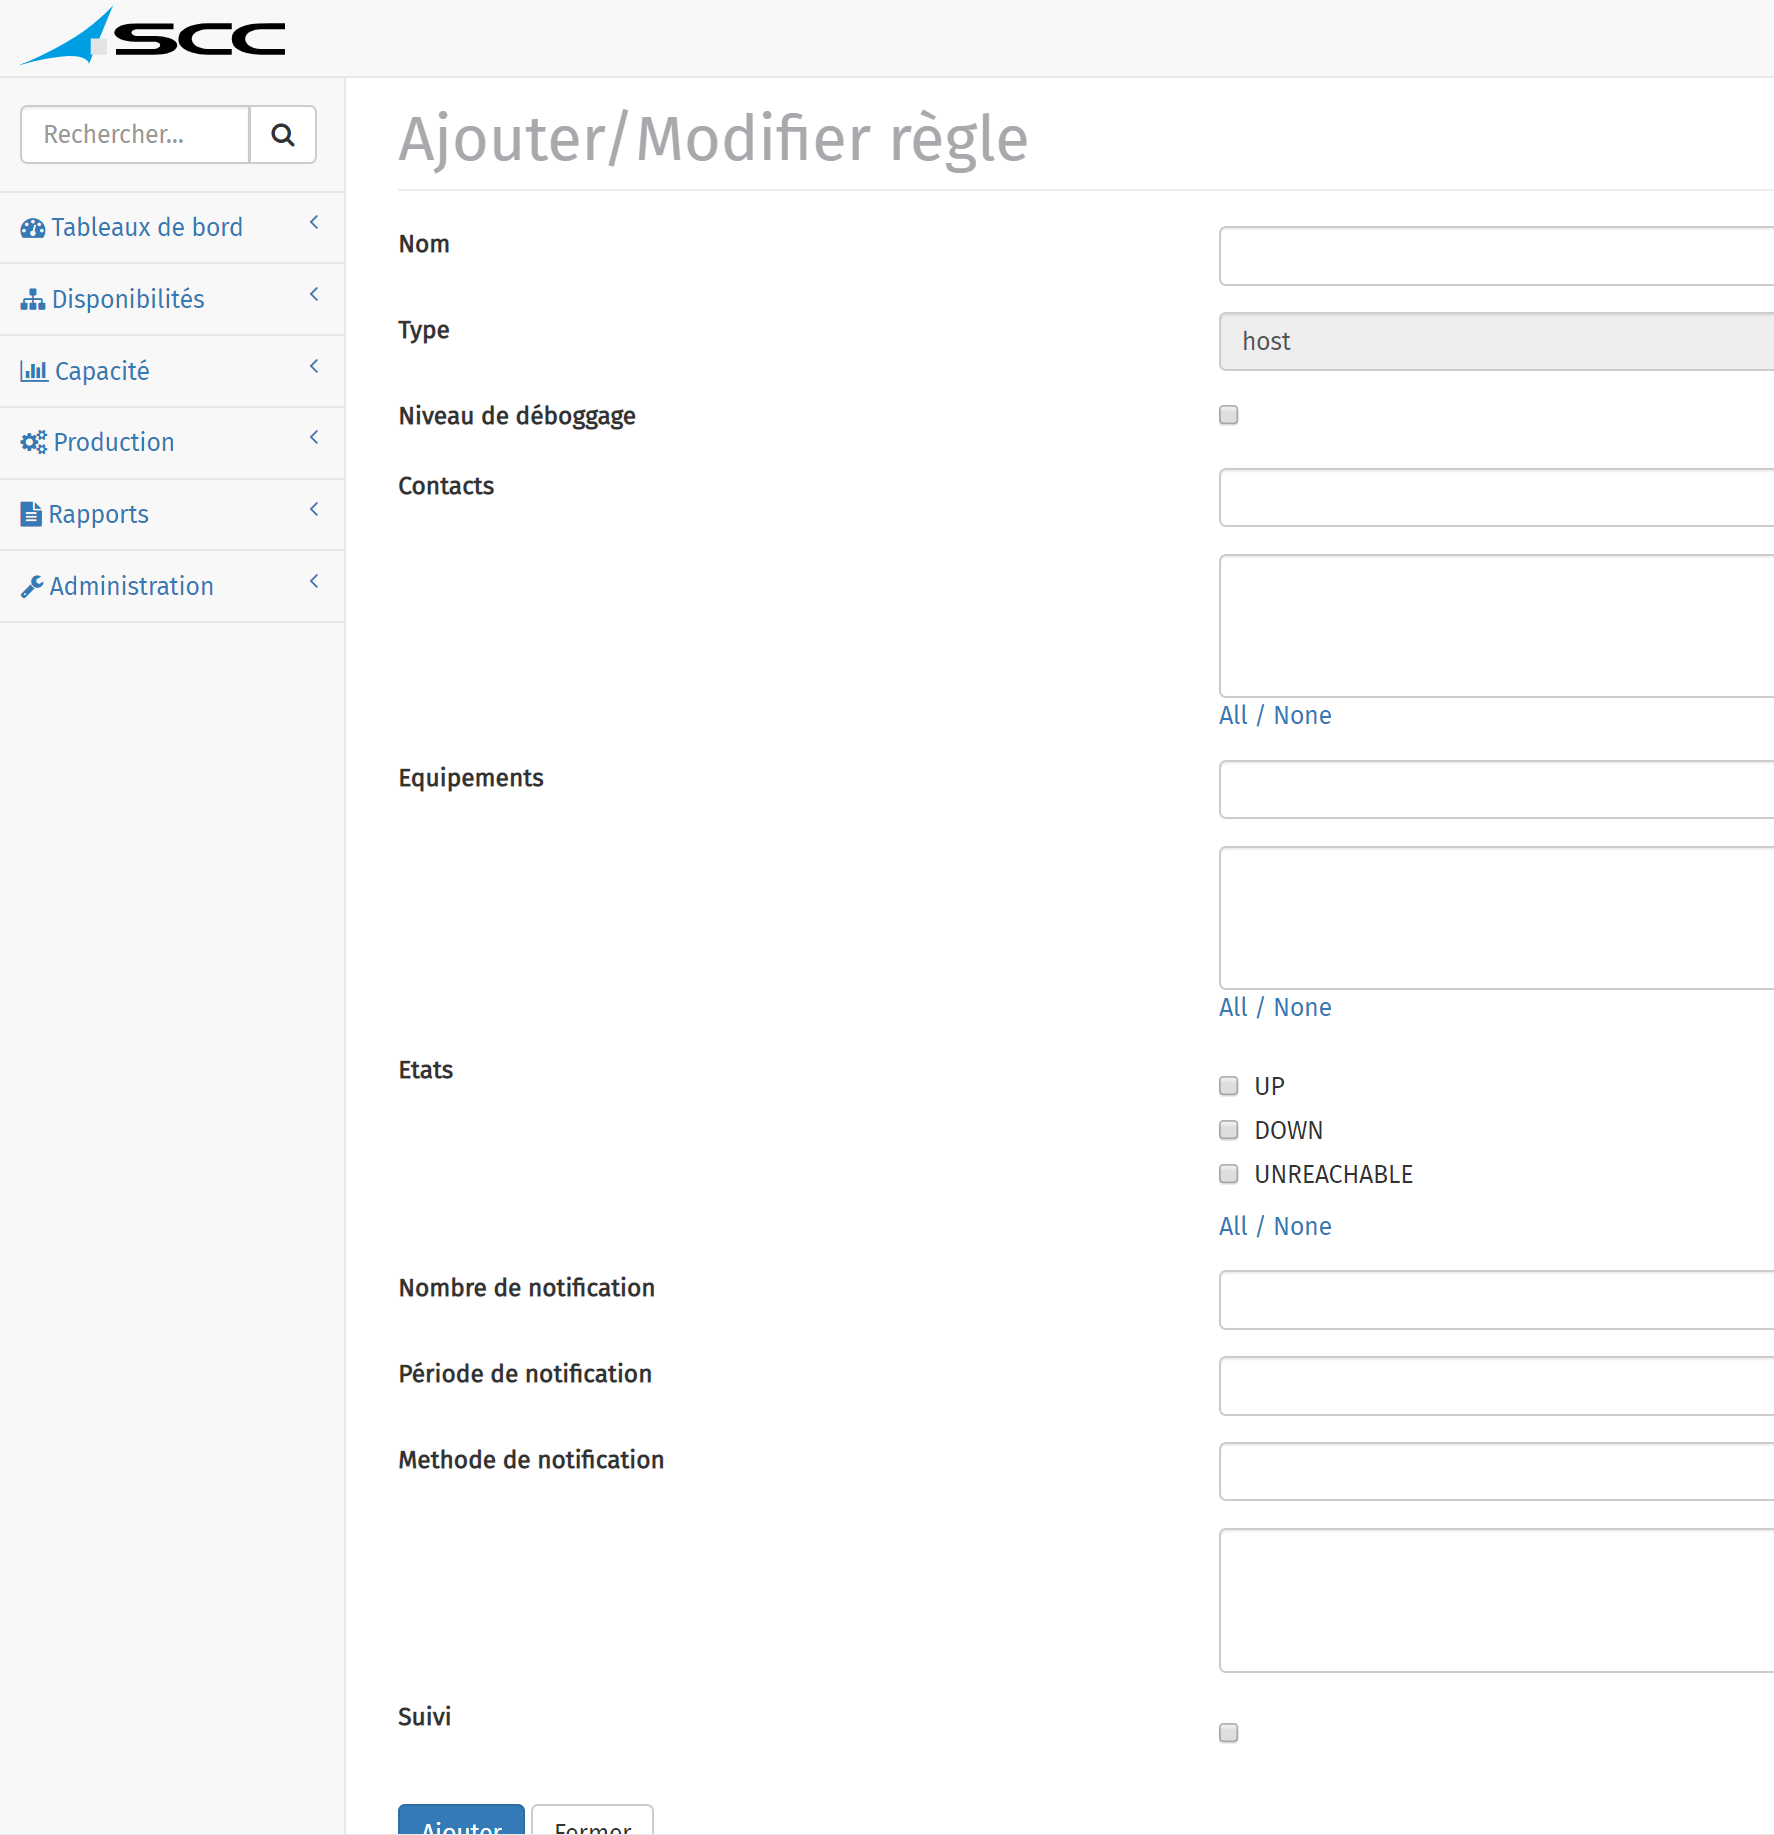 SCC
Rechercher...
Tableaux de bord
Disponibilités
Capacité
Production
Rapports
Administration
Ajouter/Modifier règle
Nom
Type
host
Niveau de déboggage
Contacts
All / None
Equipements
All / None
Etats
UP
DOWN
UNREACHABLE
All / None
Nombre de notification
Période de notification
Methode de notification
Suivi
Ajouter
Fermer